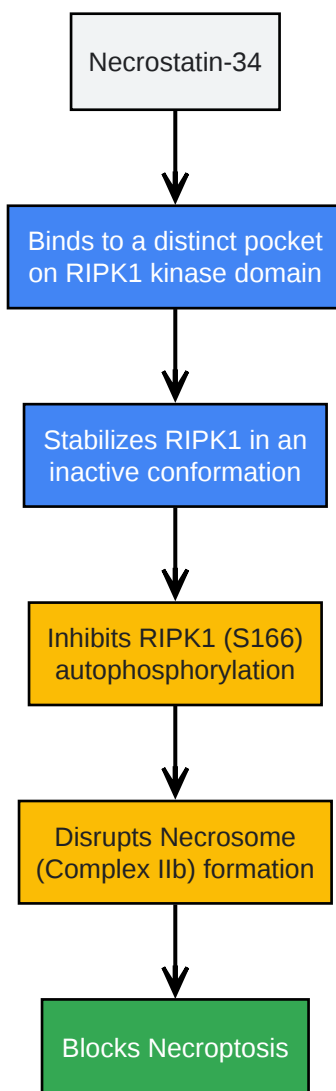 Necrostatin-34
Binds to a distinct pocket
on RIPK1 kinase domain
Stabilizes RIPK1 in an
inactive conformation
Inhibits RIPK1 (S166)
autophosphorylation
Disrupts Necrosome
(Complex IIb) formation
Blocks Necroptosis